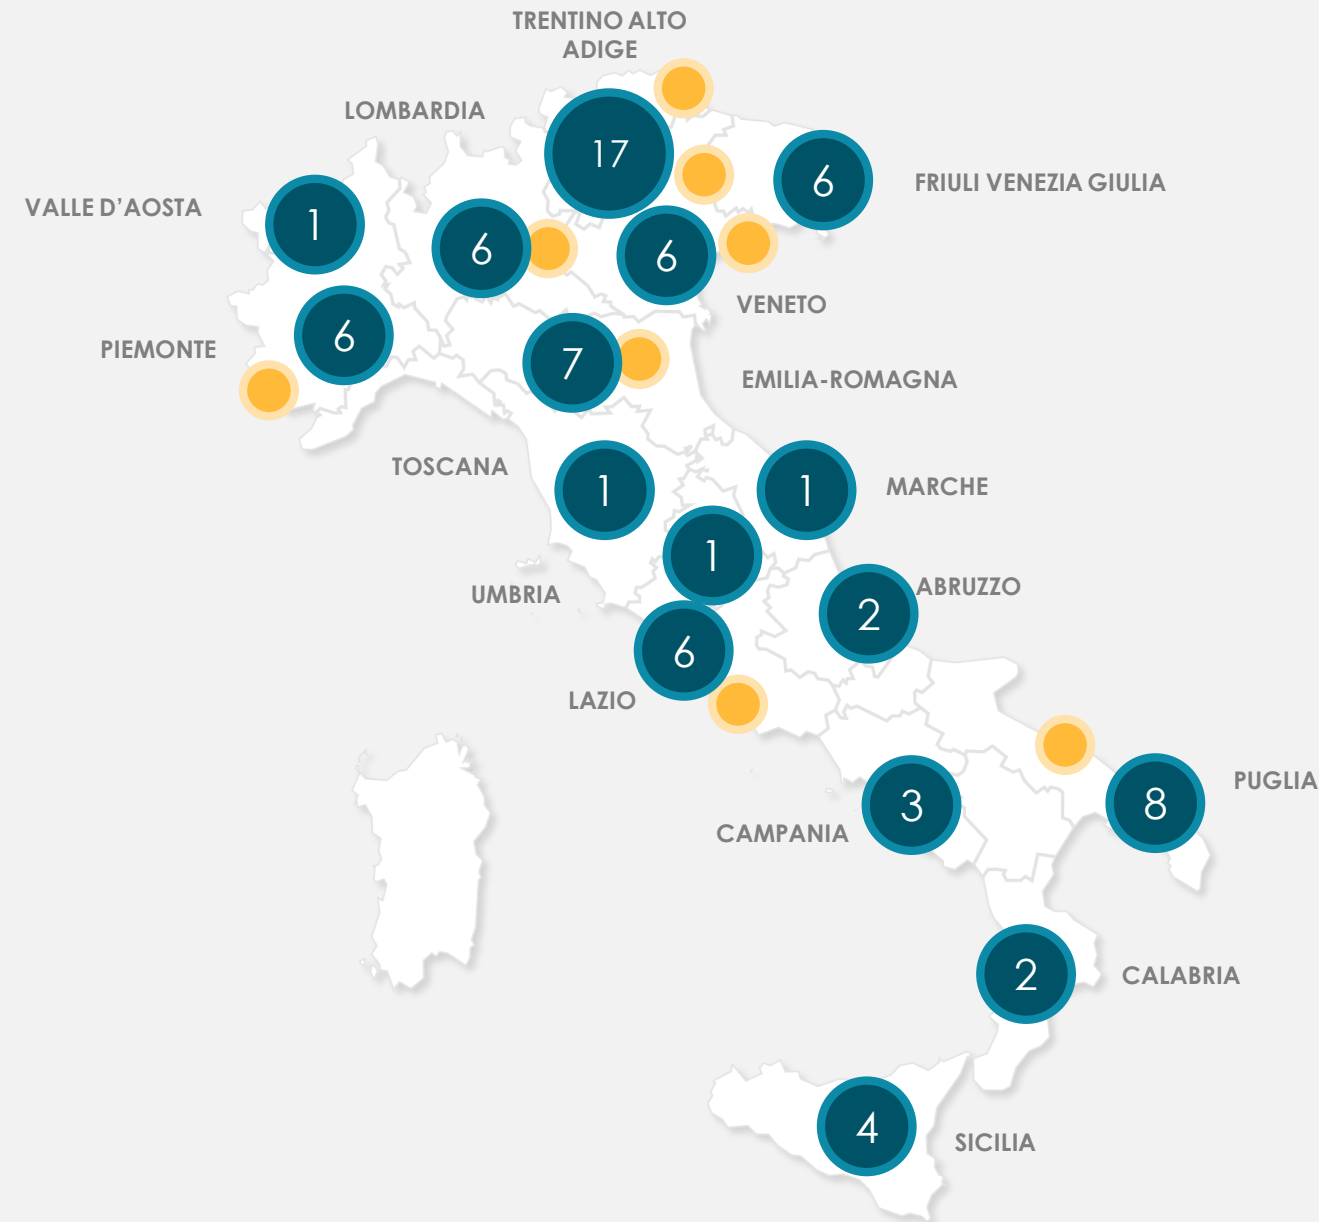 TRENTINO ALTO
ADIGE
LOMBARDIA
17
6
FRIULI VENEZIA GIULIA
VALLE D'AOSTA
1
6
6
VENETO
PIEMONTE
6
7
EMILIA-ROMAGNA
TOSCANA
1
1
MARCHE
1
UMBRIA
2
ABRUZZO
6
LAZIO
3
CAMPANIA
8
PUGLIA
2
CALABRIA
4
SICILIA